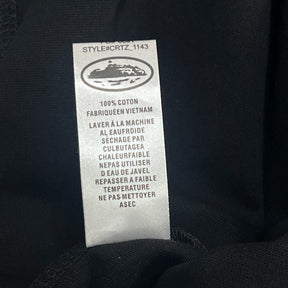 STYLE#CRTZ_1143
100% COTON
FABRIQUÉEN VIETNAM
LAVER À LA MACHINE
AL EAUFROIDE
SÉCHAGE PAR
CULBUTAGEA
CHALEURFAIBLE
NEPAS UTILISER
D EAU DE JAVEL
REPASSER A FAIBLE
TEMPERATURE
NE PAS-METTOYER
ASEC